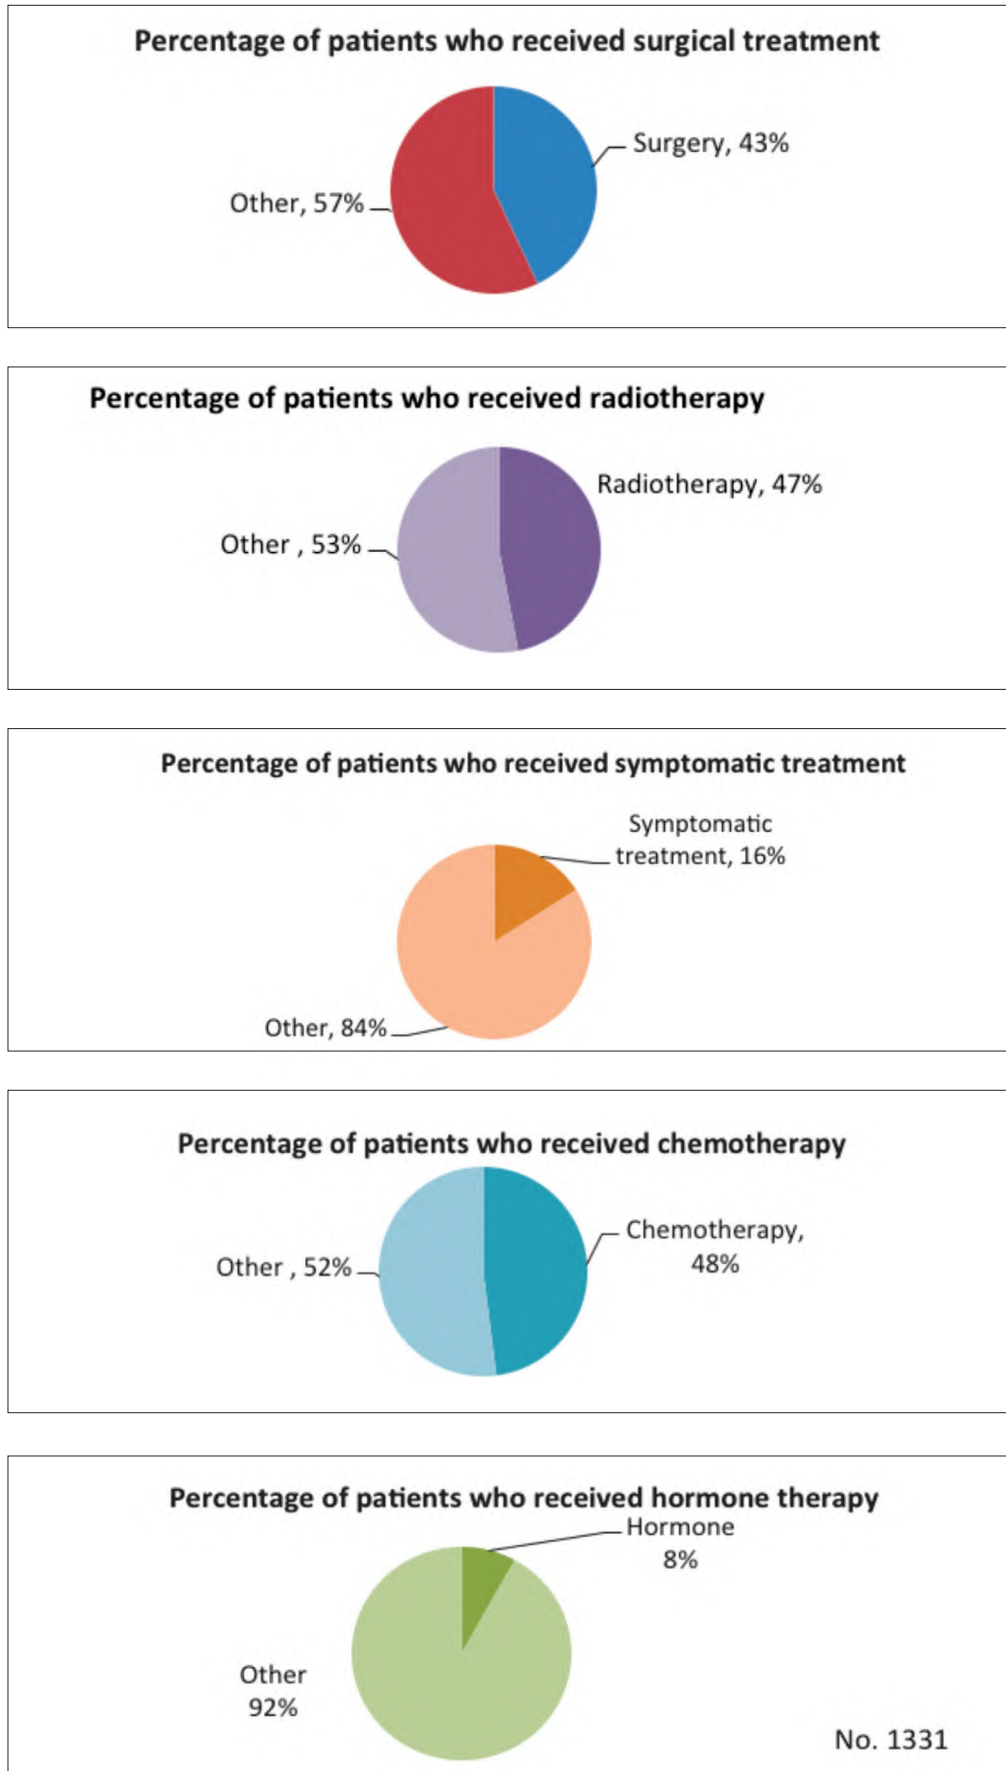 Percentage of patients who received surgical treatment
Surgery, 43%
Other, 57%
Percentage of patients who received radiotherapy
Radiotherapy, 47%
Other , 53%
Percentage of patients who received symptomatic treatment
Symptomatic
treatment, 16%
Other, 84%
Percentage of patients who received chemotherapy
Chemotherapy,
48%
Other , 52%
Percentage of patients who received hormone therapy
Hormone
8%
Other
92%
No. 1331